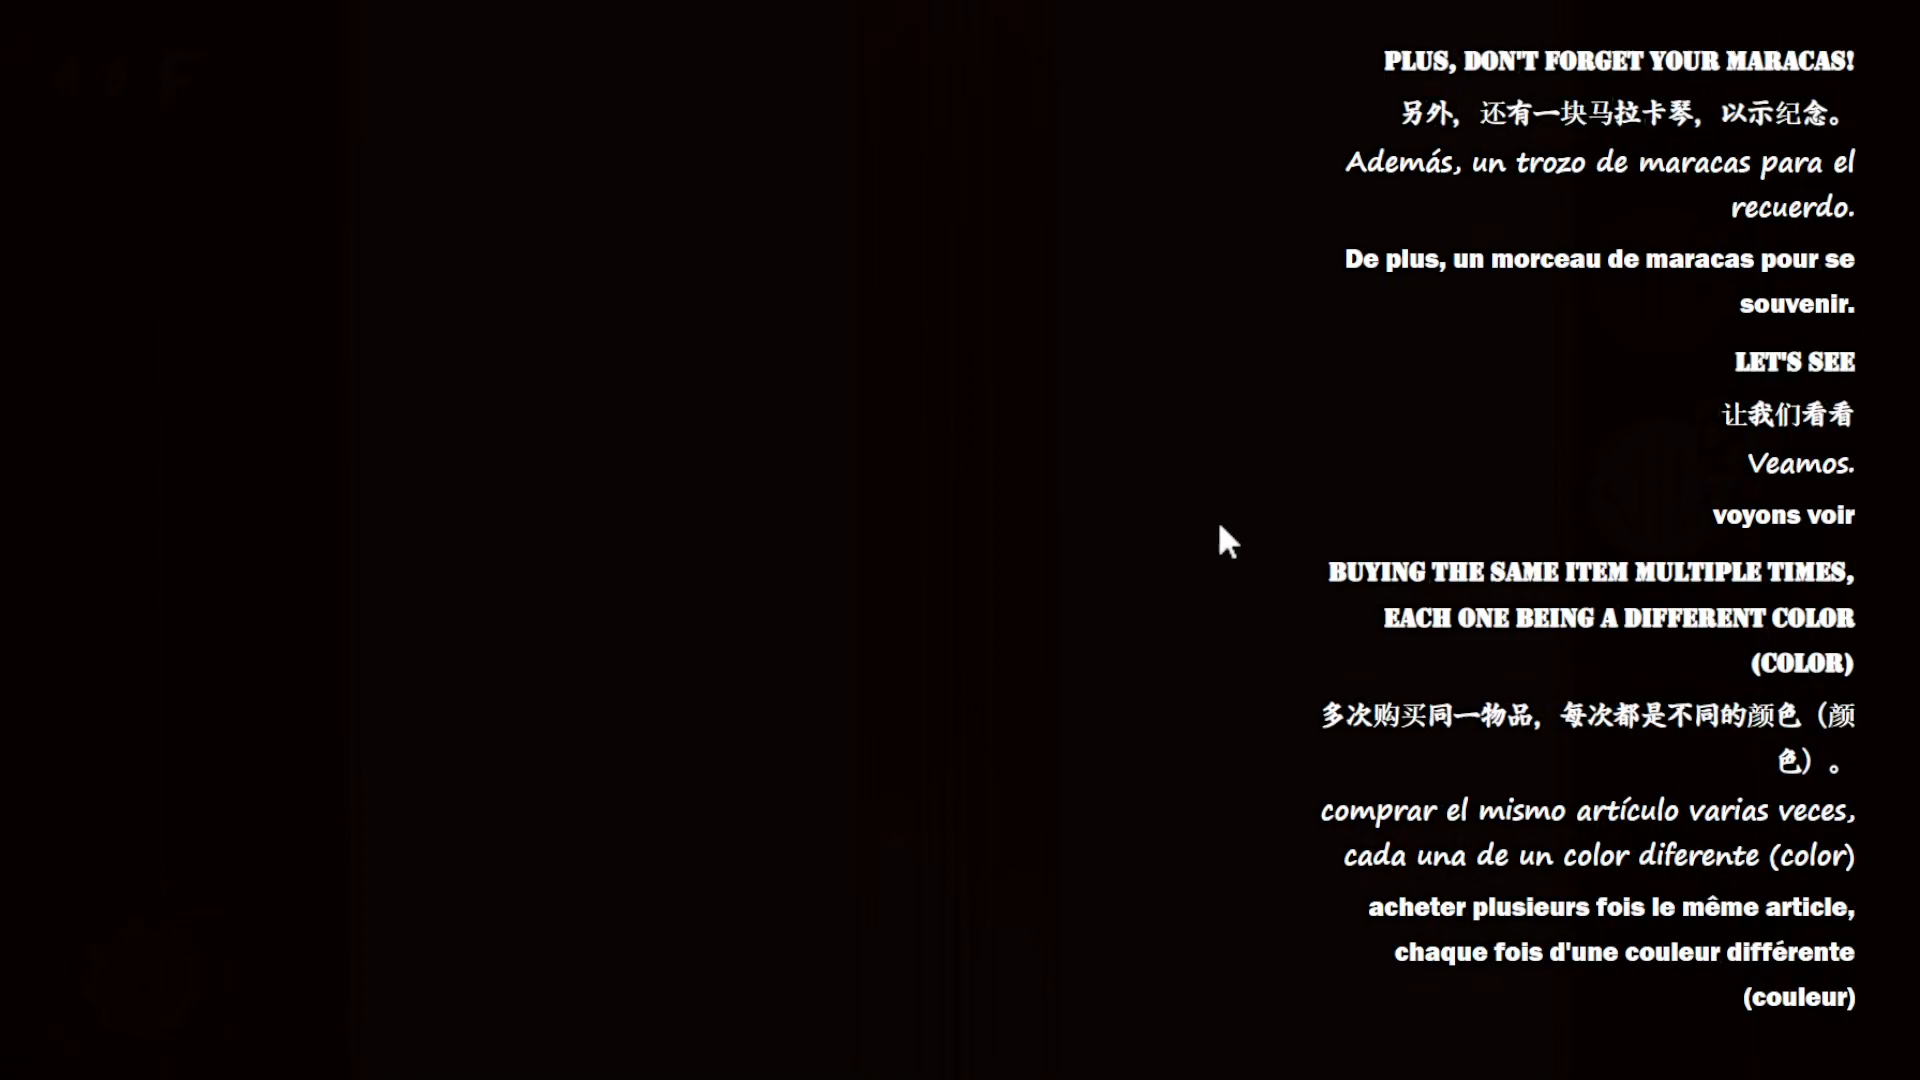 PLUS, DON'T FORGET YOUR MARACAS!
另外，还有一块马拉卡琴，以示纪念。
Además, un trozo de maracas para el
recuerdo.
De plus, un morceau de maracas pour se
souvenir.
LET'S SEE
让我们看看
Veamos.
voyons voir
BUYING THE SAME ITEM MULTIPLE TIMES,
EACH ONE BEING A DIFFERENT COLOR
(COLOR)
多次购买同一物品，每次都是不同的颜色（颜
色）。
comprar el mismo artículo varias veces,
cada una de un color diferente (color)
acheter plusieurs fois le même article,
chaque fois d'une couleur différente
(couleur)